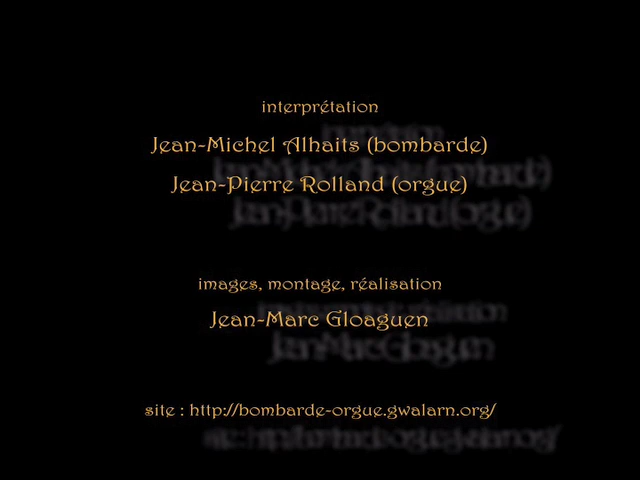 interprétation
Jean-Michel Alhaits (bombarde)
Jean-Pierre Rolland (orgue)
images, montage, réalisation
Jean-Marc Gloaguen
site : http://bombarde-orgue.gwalarn.org/